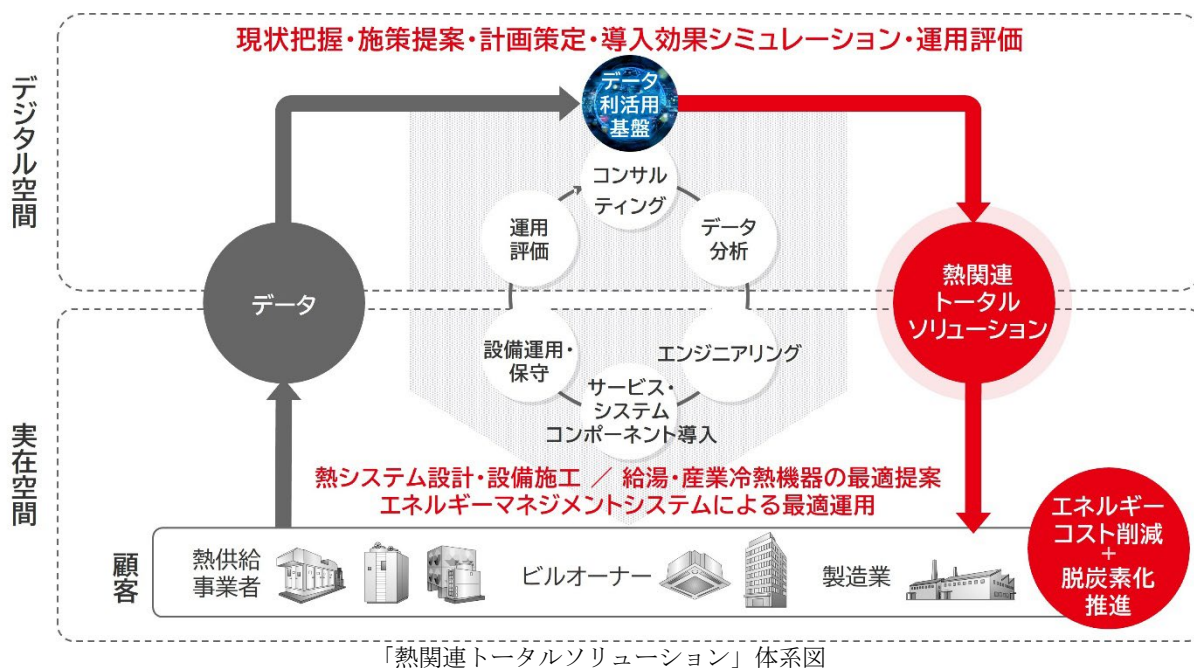 現状把握・施策提案・計画策定・導入効果シミュレーション・運用評価
デジタル空間
データ
利活用
基盤
コンサル
ティング
運用
評価
データ
分析
データ
熱関連
トータル
ソリューション
設備運用・
保守
エンジニアリング
サービス・
システム
コンポーネント導入
実在空間
熱システム設計・設備施工 ／ 給湯・産業冷熱機器の最適提案
エネルギーマネジメントシステムによる最適運用
顧客
熱供給
事業者
ビルオーナー
製造業
エネルギー
コスト削減
+
脱炭素化
推進
「熱関連トータルソリューション」体系図